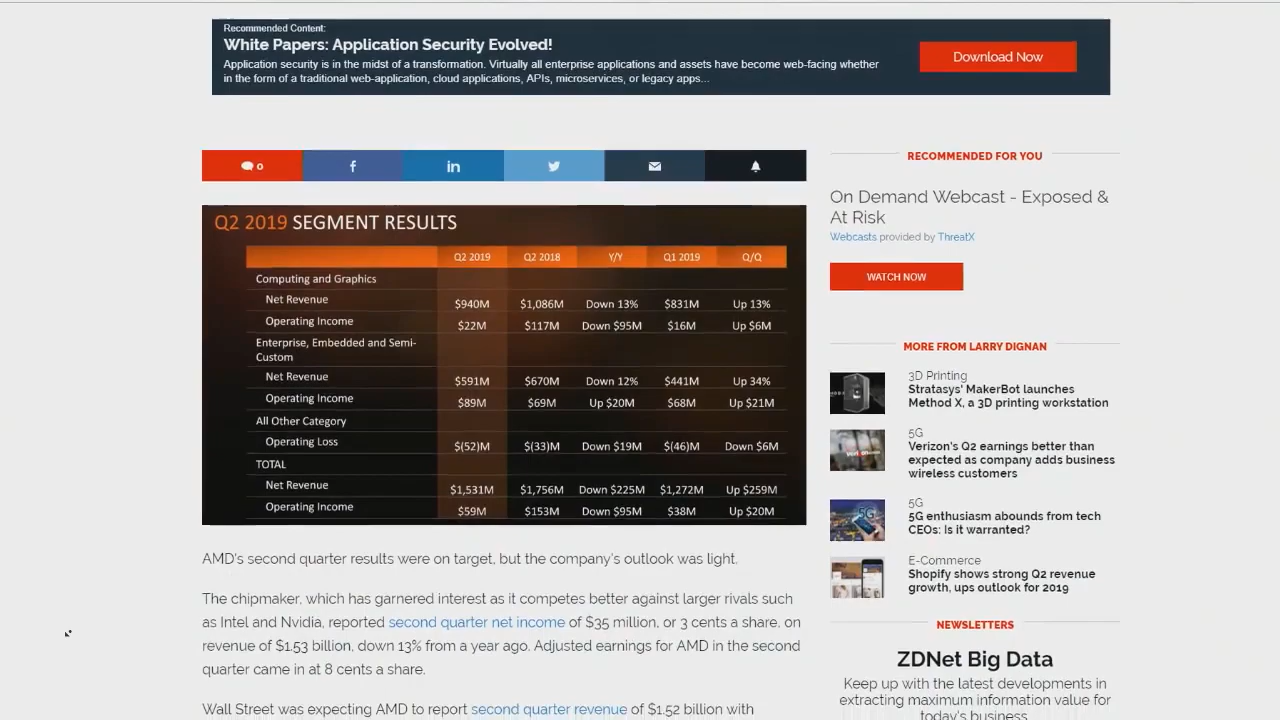 Recommended Content:
White Papers: Application Security Evolved!
Application security is in the midst of a transformation. Virtually all enterprise applications and assets have become web-facing whether
in the form of a traditional web-application, cloud applications, APIs, microservices, or legacy apps...
Download Now
0
Q2 2019 SEGMENT RESULTS
Q2 2019 Q2 2018 Y/Y Q1 2019 Q/Q
Computing and Graphics
Net Revenue $940M $1,086M Down 13% $831M Up 13%
Operating Income $22M $117M Down $95M $16M Up $6M
Enterprise, Embedded and Semi-
Custom
Net Revenue $591M $670M Down 12% $441M Up 34%
Operating Income $89M $69M Up $20M $68M Up $21M
All Other Category
Operating Loss $(52)M $(33)M Down $19M $(46)M Down $6M
TOTAL
Net Revenue $1,531M $1,756M Down $225M $1,272M Up $259M
Operating Income $59M $153M Down $95M $38M Up $20M
AMD's second quarter results were on target, but the company's outlook was light.
The chipmaker, which has garnered interest as it competes better against larger rivals such
as Intel and Nvidia, reported second quarter net income of $35 million, or 3 cents a share, on
revenue of $1.53 billion, down 13% from a year ago. Adjusted earnings for AMD in the second
quarter came in at 8 cents a share.
Wall Street was expecting AMD to report second quarter revenue of $1.52 billion with
RECOMMENDED FOR YOU
On Demand Webcast - Exposed &
At Risk
Webcasts provided by ThreatX
WATCH NOW
MORE FROM LARRY DIGNAN
3D Printing
Stratasys' MakerBot launches
Method X, a 3D printing workstation
5G
Verizon's Q2 earnings better than
expected as company adds business
wireless customers
5G
5G enthusiasm abounds from tech
CEOs: Is it warranted?
E-Commerce
Shopify shows strong Q2 revenue
growth, ups outlook for 2019
NEWSLETTERS
ZDNet Big Data
Keep up with the latest developments in
extracting maximum information value for
today's business.